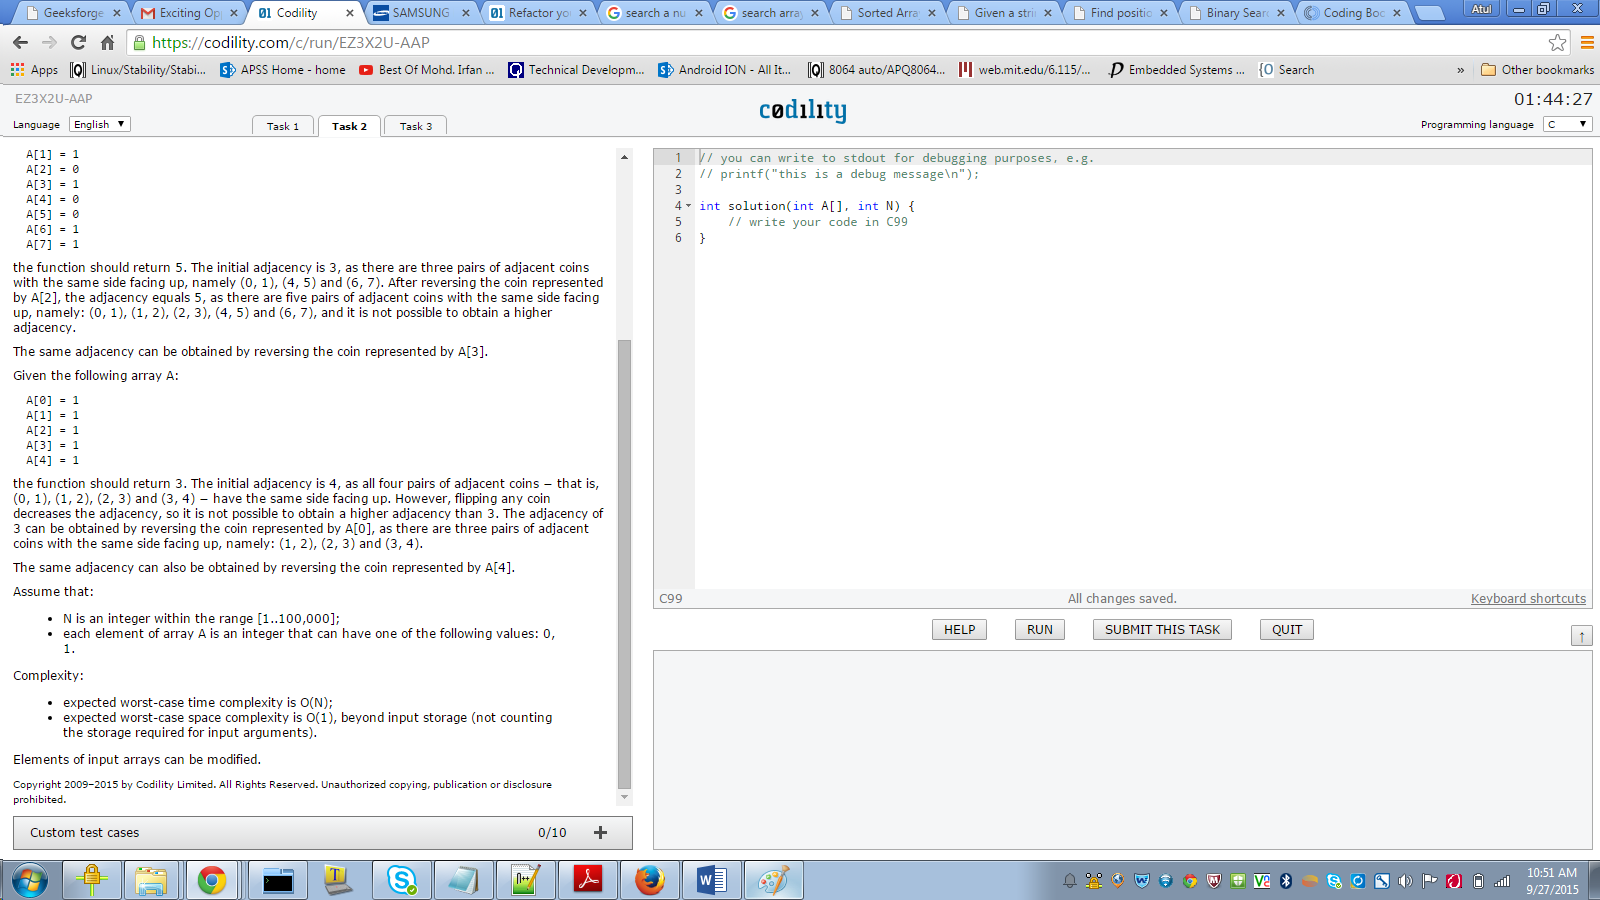 Geeksforge
Exciting Op
Codility
SAMSUNG
Refactor yo
search a nu
search array
Sorted Arra
Given a stri
Find positio
Binary Sear
Coding Boo
Atul
https://codility.com/c/run/EZ3X2U-AAP
Apps
Linux/Stability/Stabi...
APSS Home - home
Best Of Mohd. Irfan ...
Technical Developm...
Android ION - All It...
8064 auto/APQ8064...
web.mit.edu/6.115/...
Embedded Systems ...
Search
»
Other bookmarks
EZ3X2U-AAP
codility
01:44:27
Language English
Task 1
Task 2
Task 3
Programming language C
A[1] = 1
A[2] = 0
A[3] = 1
A[4] = 0
A[5] = 0
A[6] = 1
A[7] = 1
the function should return 5. The initial adjacency is 3, as there are three pairs of adjacent coins
with the same side facing up, namely (0, 1), (4, 5) and (6, 7). After reversing the coin represented
by A[2], the adjacency equals 5, as there are five pairs of adjacent coins with the same side facing
up, namely: (0, 1), (1, 2), (2, 3), (4, 5) and (6, 7), and it is not possible to obtain a higher
adjacency.
The same adjacency can be obtained by reversing the coin represented by A[3].
Given the following array A:
A[0] = 1
A[1] = 1
A[2] = 1
A[3] = 1
A[4] = 1
the function should return 3. The initial adjacency is 4, as all four pairs of adjacent coins − that is,
(0, 1), (1, 2), (2, 3) and (3, 4) − have the same side facing up. However, flipping any coin
decreases the adjacency, so it is not possible to obtain a higher adjacency than 3. The adjacency of
3 can be obtained by reversing the coin represented by A[0], as there are three pairs of adjacent
coins with the same side facing up, namely: (1, 2), (2, 3) and (3, 4).
The same adjacency can also be obtained by reversing the coin represented by A[4].
Assume that:
• N is an integer within the range [1..100,000];
• each element of array A is an integer that can have one of the following values: 0,
1.
Complexity:
• expected worst-case time complexity is O(N);
• expected worst-case space complexity is O(1), beyond input storage (not counting
the storage required for input arguments).
Elements of input arrays can be modified.
Copyright 2009–2015 by Codility Limited. All Rights Reserved. Unauthorized copying, publication or disclosure
prohibited.
Custom test cases
0/10
+
1 // you can write to stdout for debugging purposes, e.g.
2 // printf("this is a debug message\n");
3
4 int solution(int A[], int N) {
5 // write your code in C99
6 }
C99
All changes saved.
Keyboard shortcuts
HELP
RUN
SUBMIT THIS TASK
QUIT
10:51 AM
9/27/2015